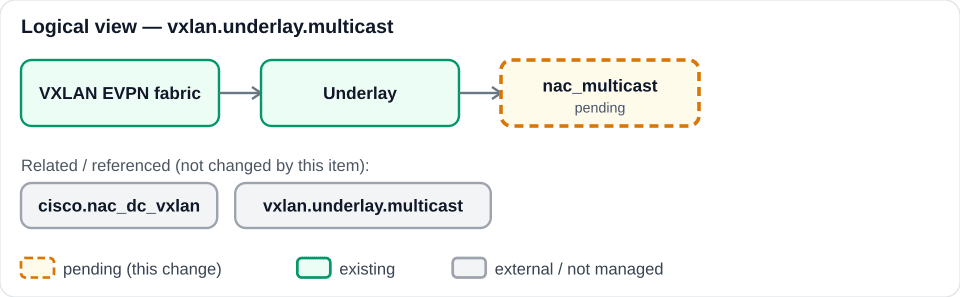 Logical view — vxlan.underlay.multicast
VXLAN EVPN fabric
Underlay
nac_multicast
pending
Related / referenced (not changed by this item):
cisco.nac_dc_vxlan
vxlan.underlay.multicast
pending (this change)
existing
external / not managed